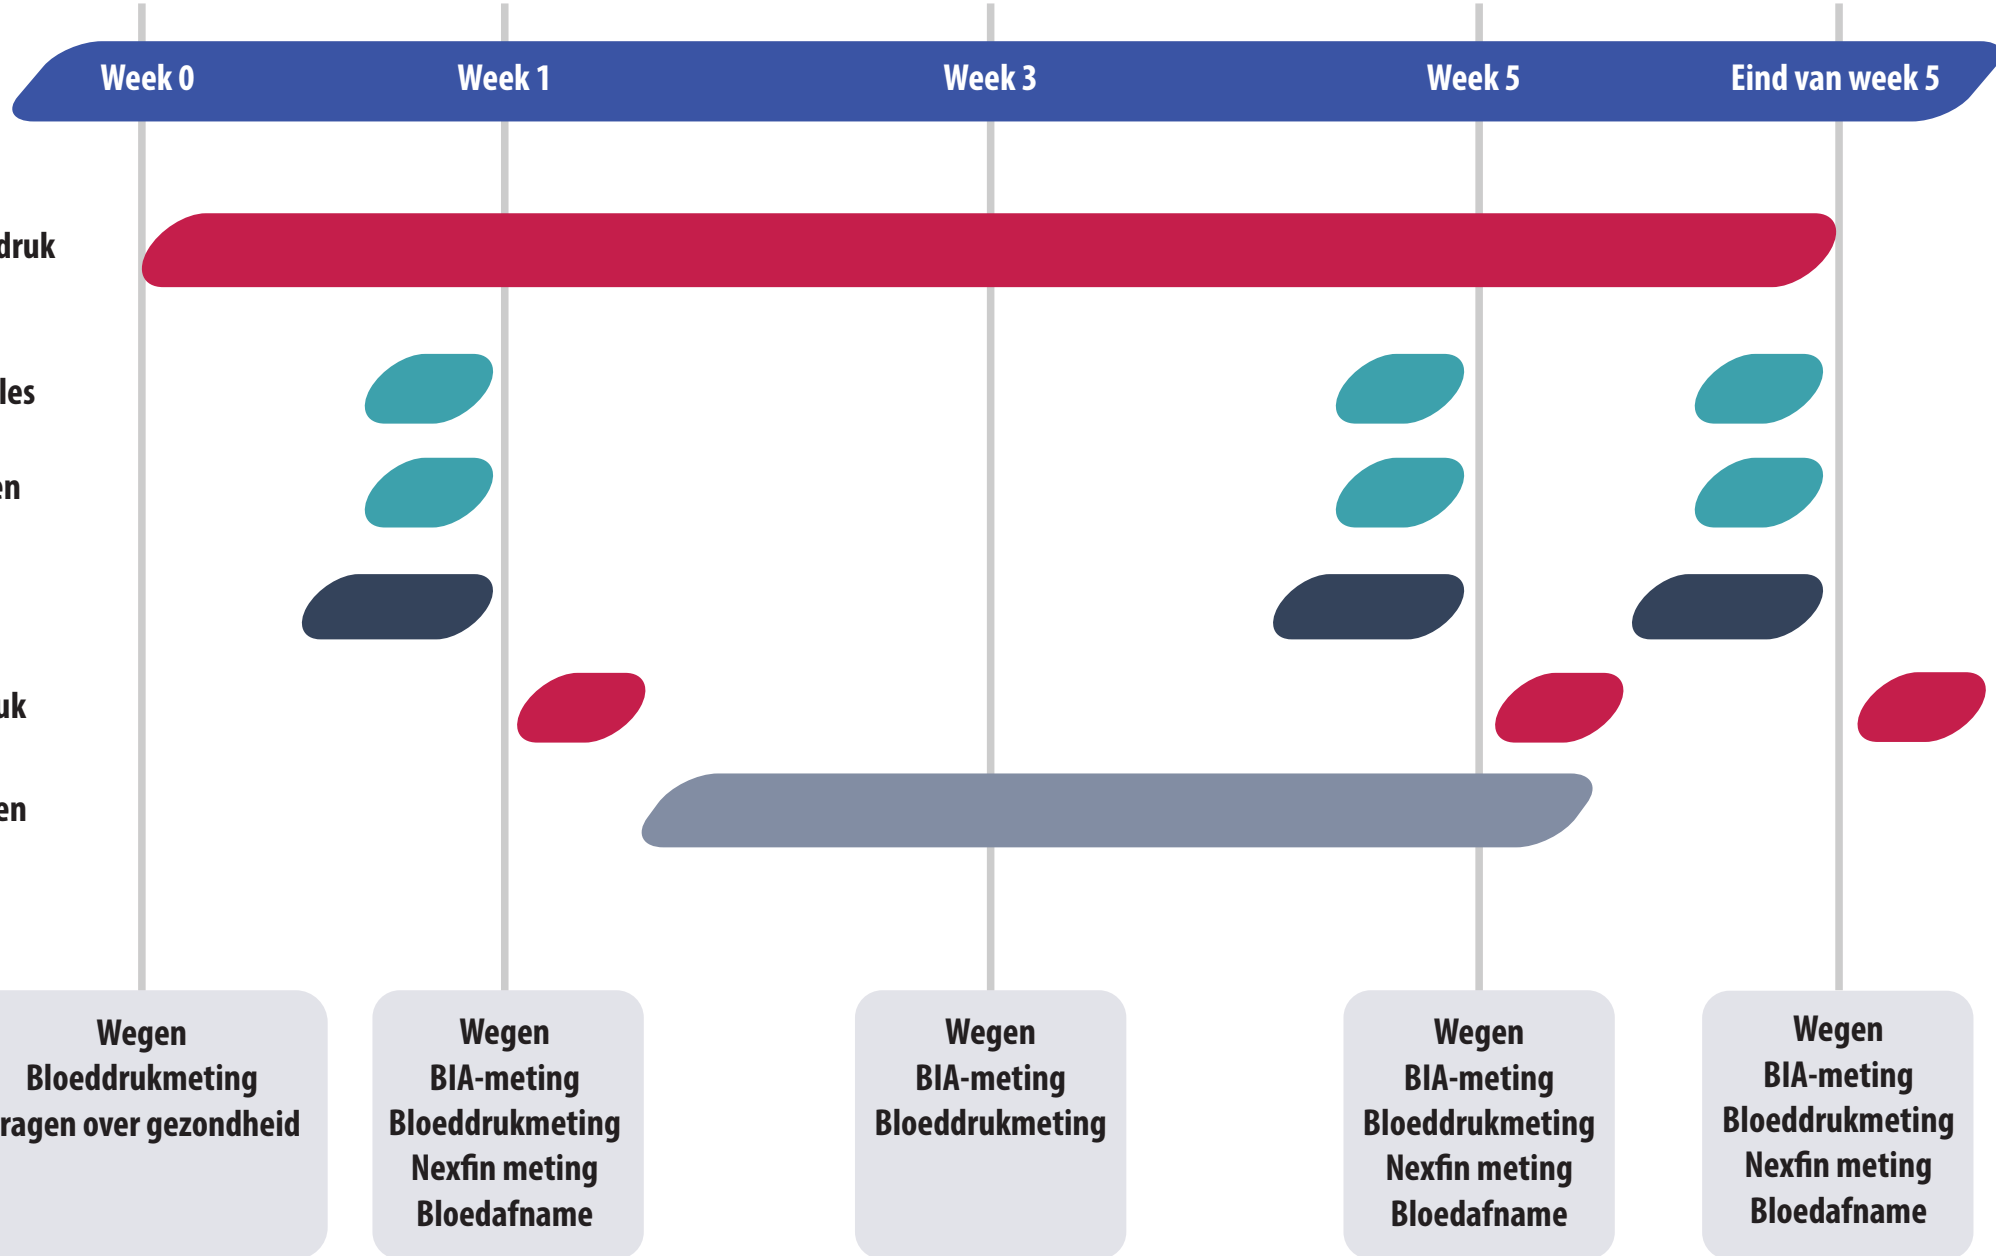 Week 0
Week 1
Week 3
Week 5
Eind van week 5
druk
les
en
uk
en
Wegen
Bloeddrukmeting
ragen over gezondheid
Wegen
BIA-meting
Bloeddrukmeting
Nexfin meting
Bloedafname
Wegen
BIA-meting
Bloeddrukmeting
Wegen
BIA-meting
Bloeddrukmeting
Nexfin meting
Bloedafname
Wegen
BIA-meting
Bloeddrukmeting
Nexfin meting
Bloedafname